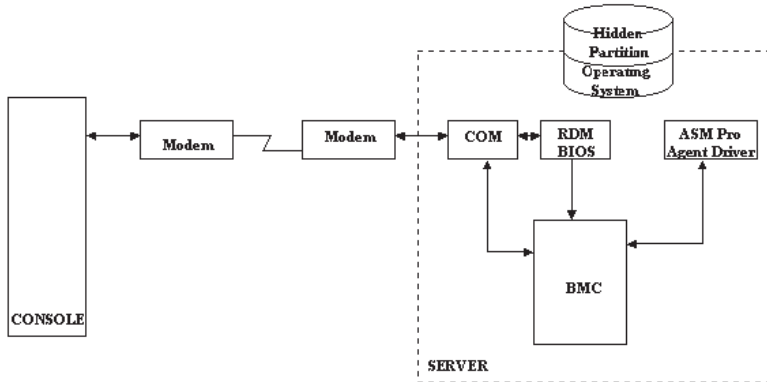 Hidden
Partition
Operating
System
Modem
Modem
COM
RDM
BIOS
ASM Pro
Agent Driver
BMC
CONSOLE
SERVER